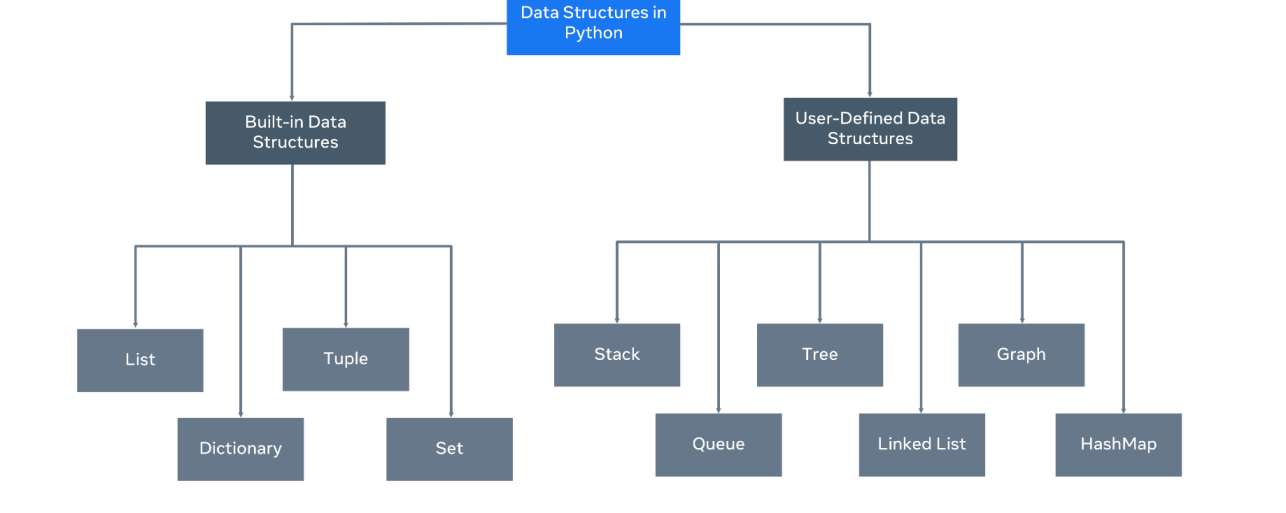 Data Structures in
Python
Built-in Data
Structures
User-Defined Data
Structures
List
Tuple
Dictionary
Set
Stack
Tree
Graph
Queue
Linked List
HashMap